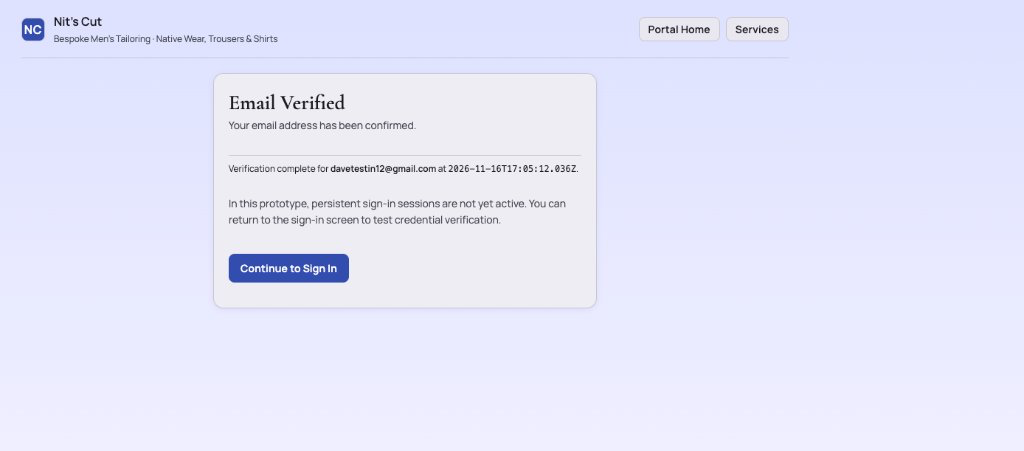 NC
Nit's Cut
Bespoke Men's Tailoring · Native Wear, Trousers & Shirts
Portal Home
Services
Email Verified
Your email address has been confirmed.
Verification complete for davetestin12@gmail.com at 2026-11-16T17:05:12.036Z.
In this prototype, persistent sign-in sessions are not yet active. You can
return to the sign-in screen to test credential verification.
Continue to Sign In